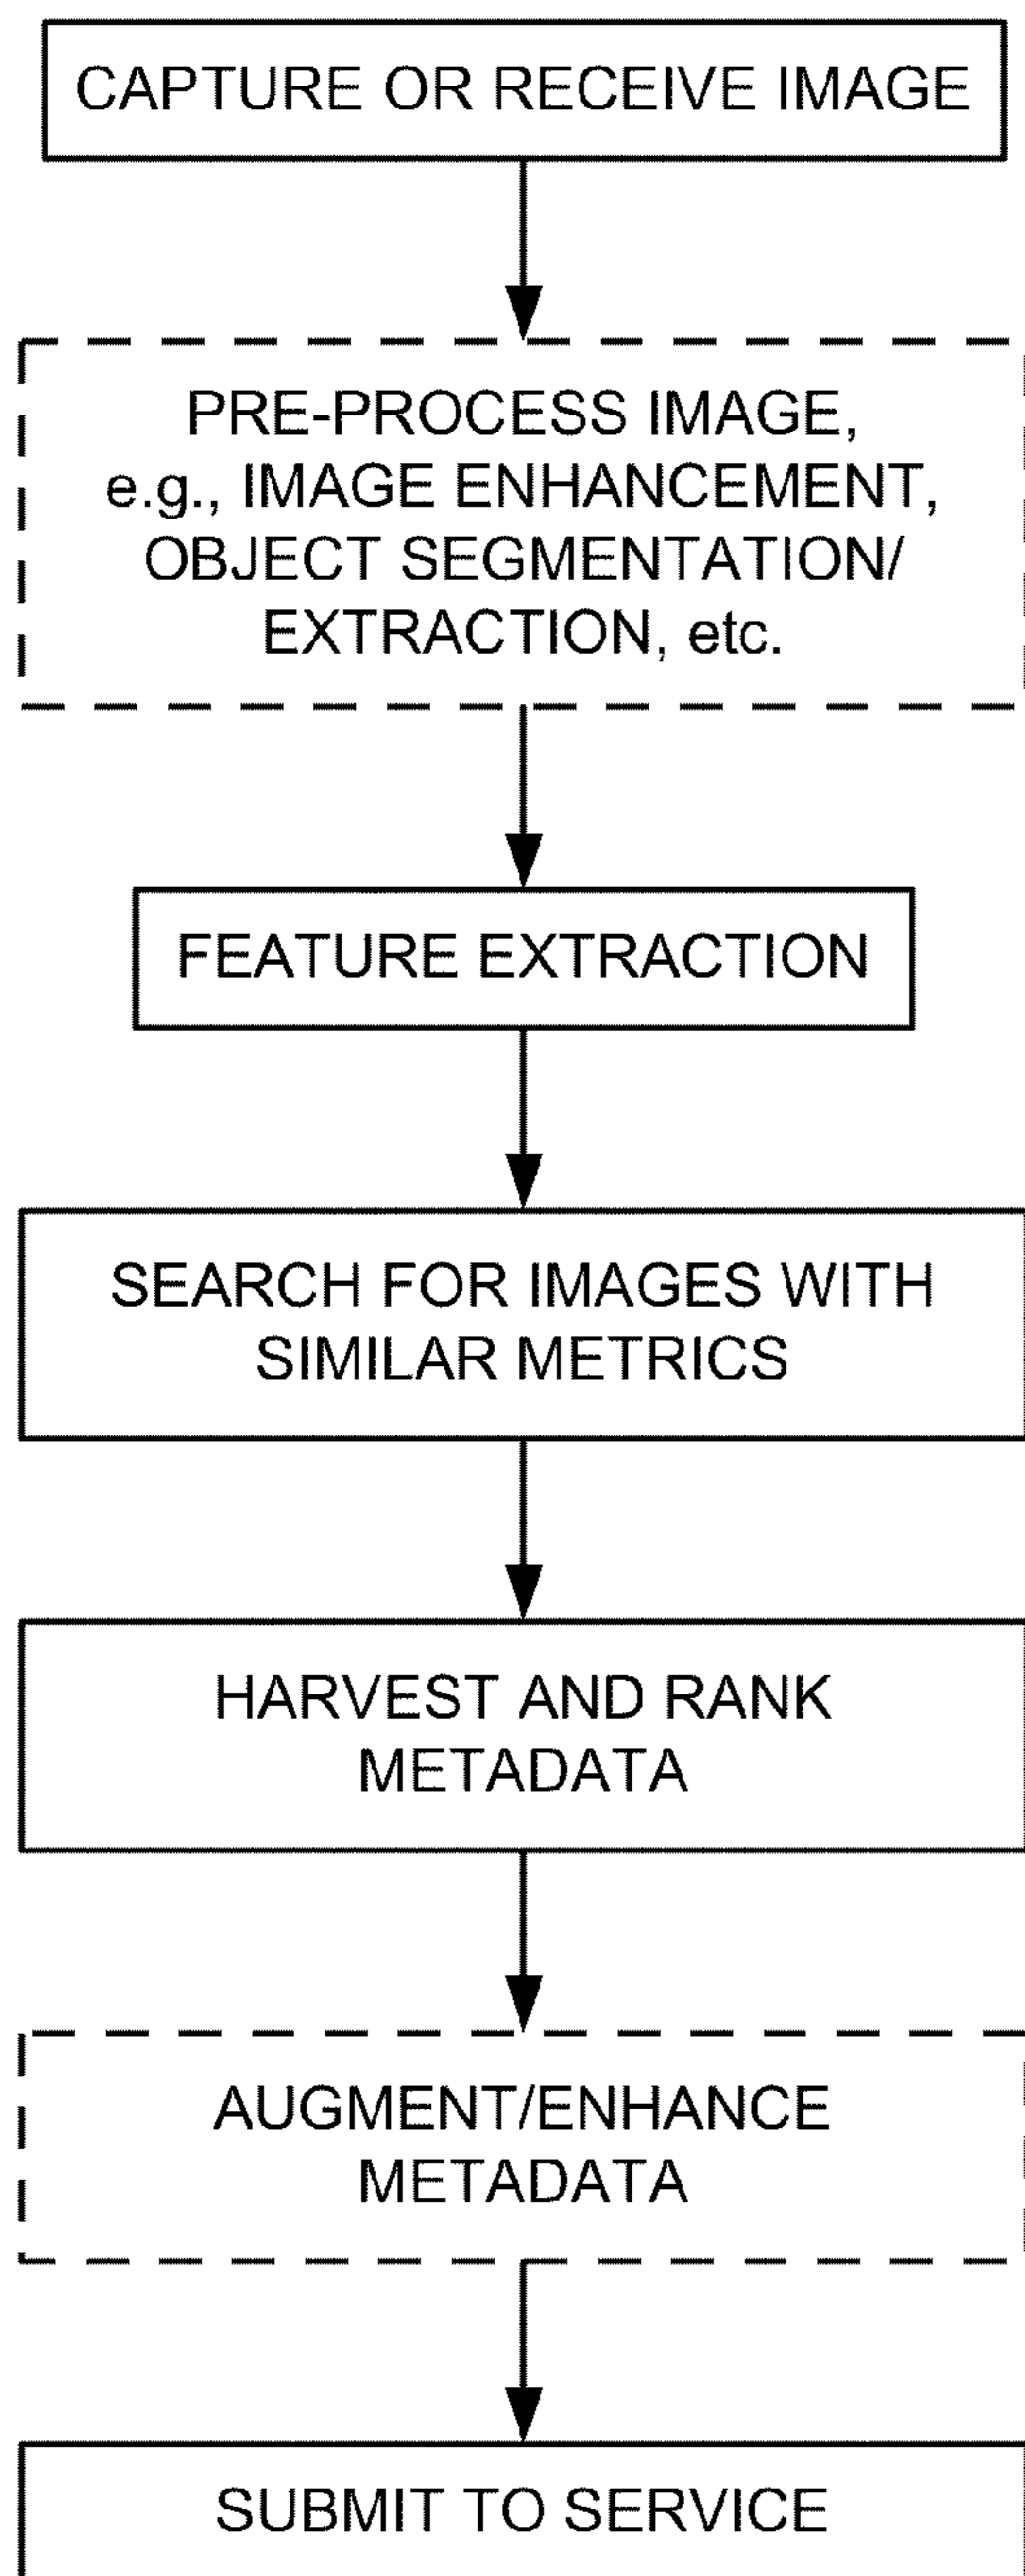 CAPTURE OR RECEIVE IMAGE
PRE-PROCESS IMAGE,
e.g., IMAGE ENHANCEMENT,
OBJECT SEGMENTATION/
EXTRACTION, etc.
FEATURE EXTRACTION
SEARCH FOR IMAGES WITH
SIMILAR METRICS
HARVEST AND RANK
METADATA
AUGMENT/ENHANCE
METADATA
SUBMIT TO SERVICE